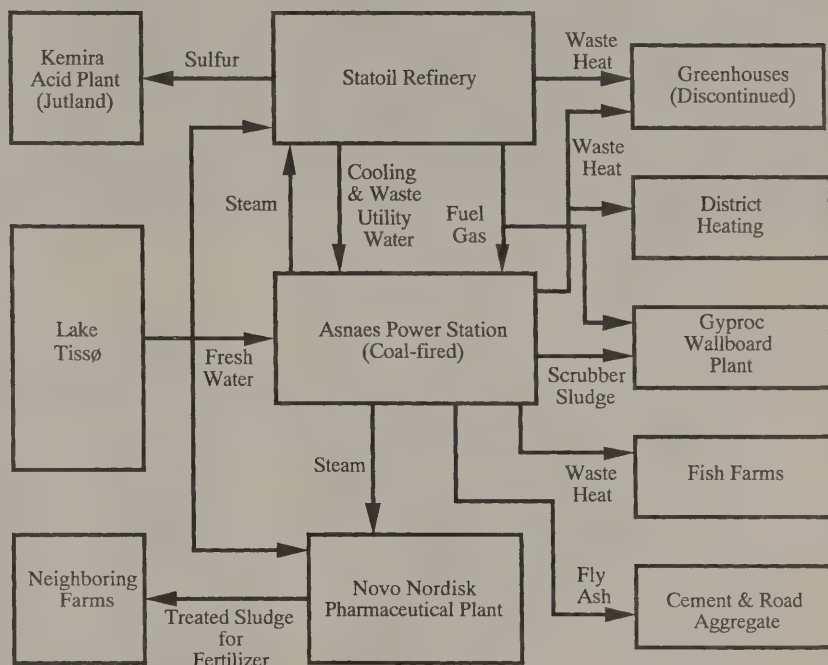 Kemira
Acid Plant
(Jutland)
Sulfur
Statoil Refinery
Waste
Heat
Greenhouses
(Discontinued)
Waste
Heat
Steam
Cooling
& Waste
Utility
Water
Fuel
Gas
District
Heating
Lake
Tissø
Fresh
Water
Asnaes Power Station
(Coal-fired)
Gyproc
Wallboard
Plant
Scrubber
Sludge
Steam
Waste
Heat
Fish Farms
Neighboring
Farms
Treated Sludge
for
Fertilizer
Novo Nordisk
Pharmaceutical Plant
Fly
Ash
Cement & Road
Aggregate